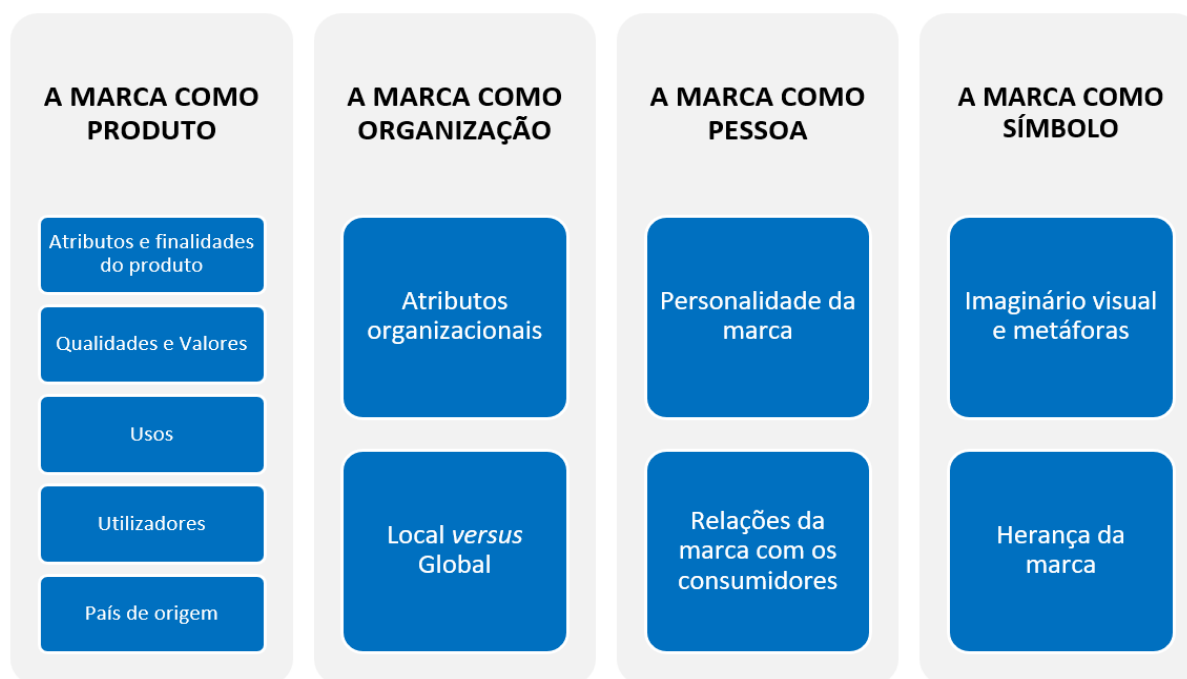 A MARCA COMO
PRODUTO
Atributos e finalidades
do produto
Qualidades e Valores
Usos
Utilizadores
País de origem
A MARCA COMO
ORGANIZAÇÃO
Atributos
organizacionais
Local versus
Global
A MARCA COMO
PESSOA
Personalidade da
marca
Relações da
marca com os
consumidores
A MARCA COMO
SÍMBOLO
Imaginário visual
e metáforas
Herança da
marca